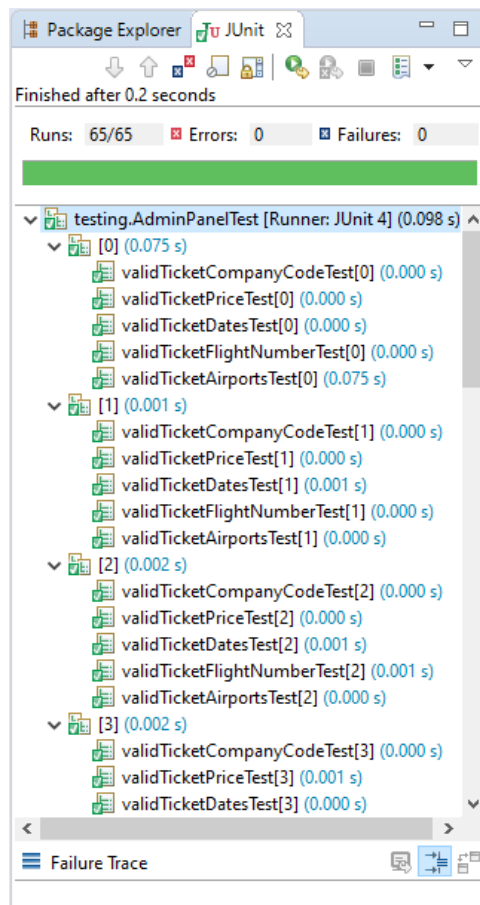 Package Explorer JUnit
Finished after 0.2 seconds
Runs: 65/65 Errors: 0 Failures: 0
testing.AdminPanelTest [Runner: JUnit 4] (0.098 s)
[0] (0.075 s)
validTicketCompanyCodeTest[0] (0.000 s)
validTicketPriceTest[0] (0.000 s)
validTicketDatesTest[0] (0.000 s)
validTicketFlightNumberTest[0] (0.000 s)
validTicketAirportsTest[0] (0.075 s)
[1] (0.001 s)
validTicketCompanyCodeTest[1] (0.000 s)
validTicketPriceTest[1] (0.000 s)
validTicketDatesTest[1] (0.001 s)
validTicketFlightNumberTest[1] (0.000 s)
validTicketAirportsTest[1] (0.000 s)
[2] (0.002 s)
validTicketCompanyCodeTest[2] (0.000 s)
validTicketPriceTest[2] (0.000 s)
validTicketDatesTest[2] (0.001 s)
validTicketFlightNumberTest[2] (0.001 s)
validTicketAirportsTest[2] (0.000 s)
[3] (0.002 s)
validTicketCompanyCodeTest[3] (0.000 s)
validTicketPriceTest[3] (0.001 s)
validTicketDatesTest[3] (0.000 s)
Failure Trace